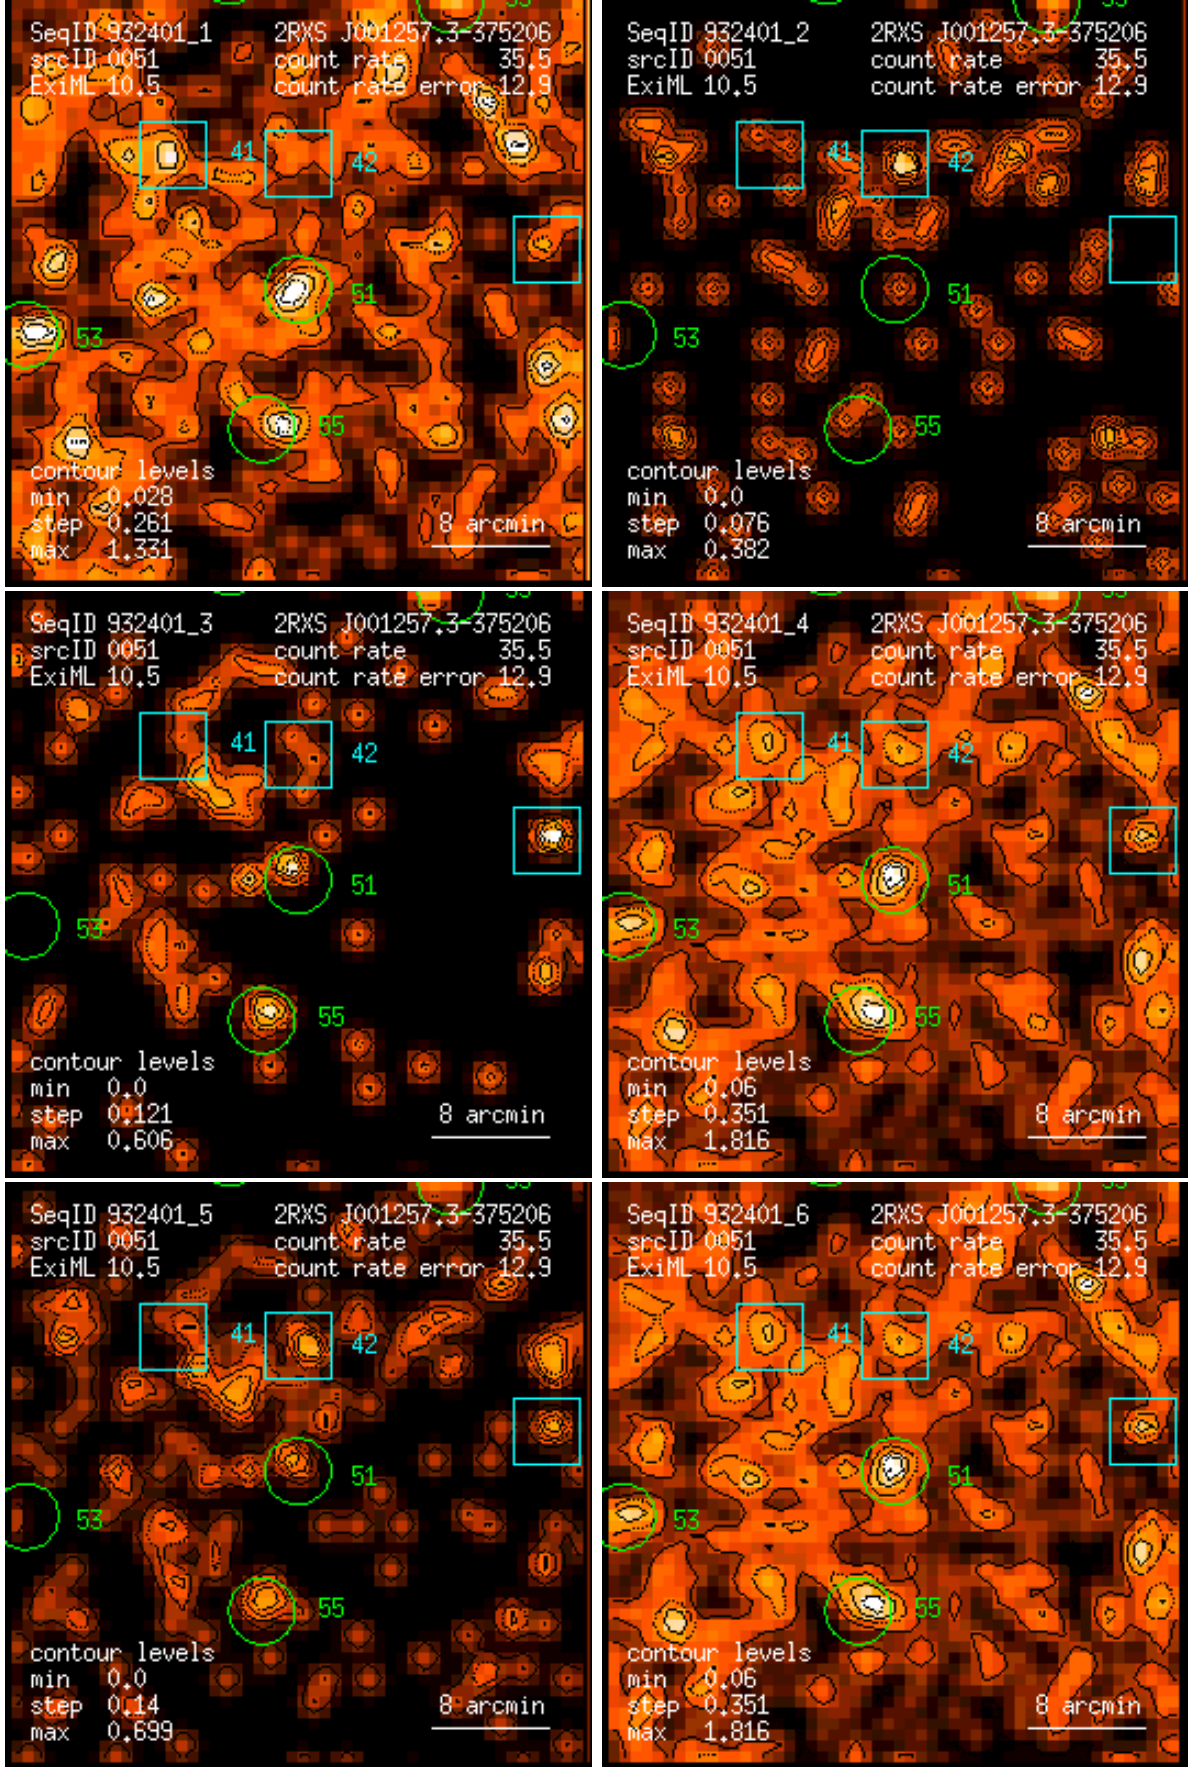 SeqID 932401_1 2RXS J001257.3-375206
srcID 0051 count rate 35.5
ExiML 10.5 count rate error 12.9
41
42
51
53
55
contour levels
min 0.028
step 0.261
max 1.331
8 arcmin
SeqID 932401_2 2RXS J001257.3-375206
srcID 0051 count rate 35.5
ExiML 10.5 count rate error 12.9
41
42
51
53
55
contour levels
min 0.0
step 0.076
max 0.382
8 arcmin
SeqID 932401_3 2RXS J001257.3-375206
srcID 0051 count rate 35.5
ExiML 10.5 count rate error 12.9
41
42
51
53
55
contour levels
min 0.0
step 0.121
max 0.606
8 arcmin
SeqID 932401_4 2RXS J001257.3-375206
srcID 0051 count rate 35.5
ExiML 10.5 count rate error 12.9
41
42
51
53
55
contour levels
min 0.06
step 0.351
max 1.816
8 arcmin
SeqID 932401_5 2RXS J001257.3-375206
srcID 0051 count rate 35.5
ExiML 10.5 count rate error 12.9
41
42
51
53
55
contour levels
min 0.0
step 0.14
max 0.699
8 arcmin
SeqID 932401_6 2RXS J001257.3-375206
srcID 0051 count rate 35.5
ExiML 10.5 count rate error 12.9
41
42
51
53
55
contour levels
min 0.06
step 0.351
max 1.816
8 arcmin